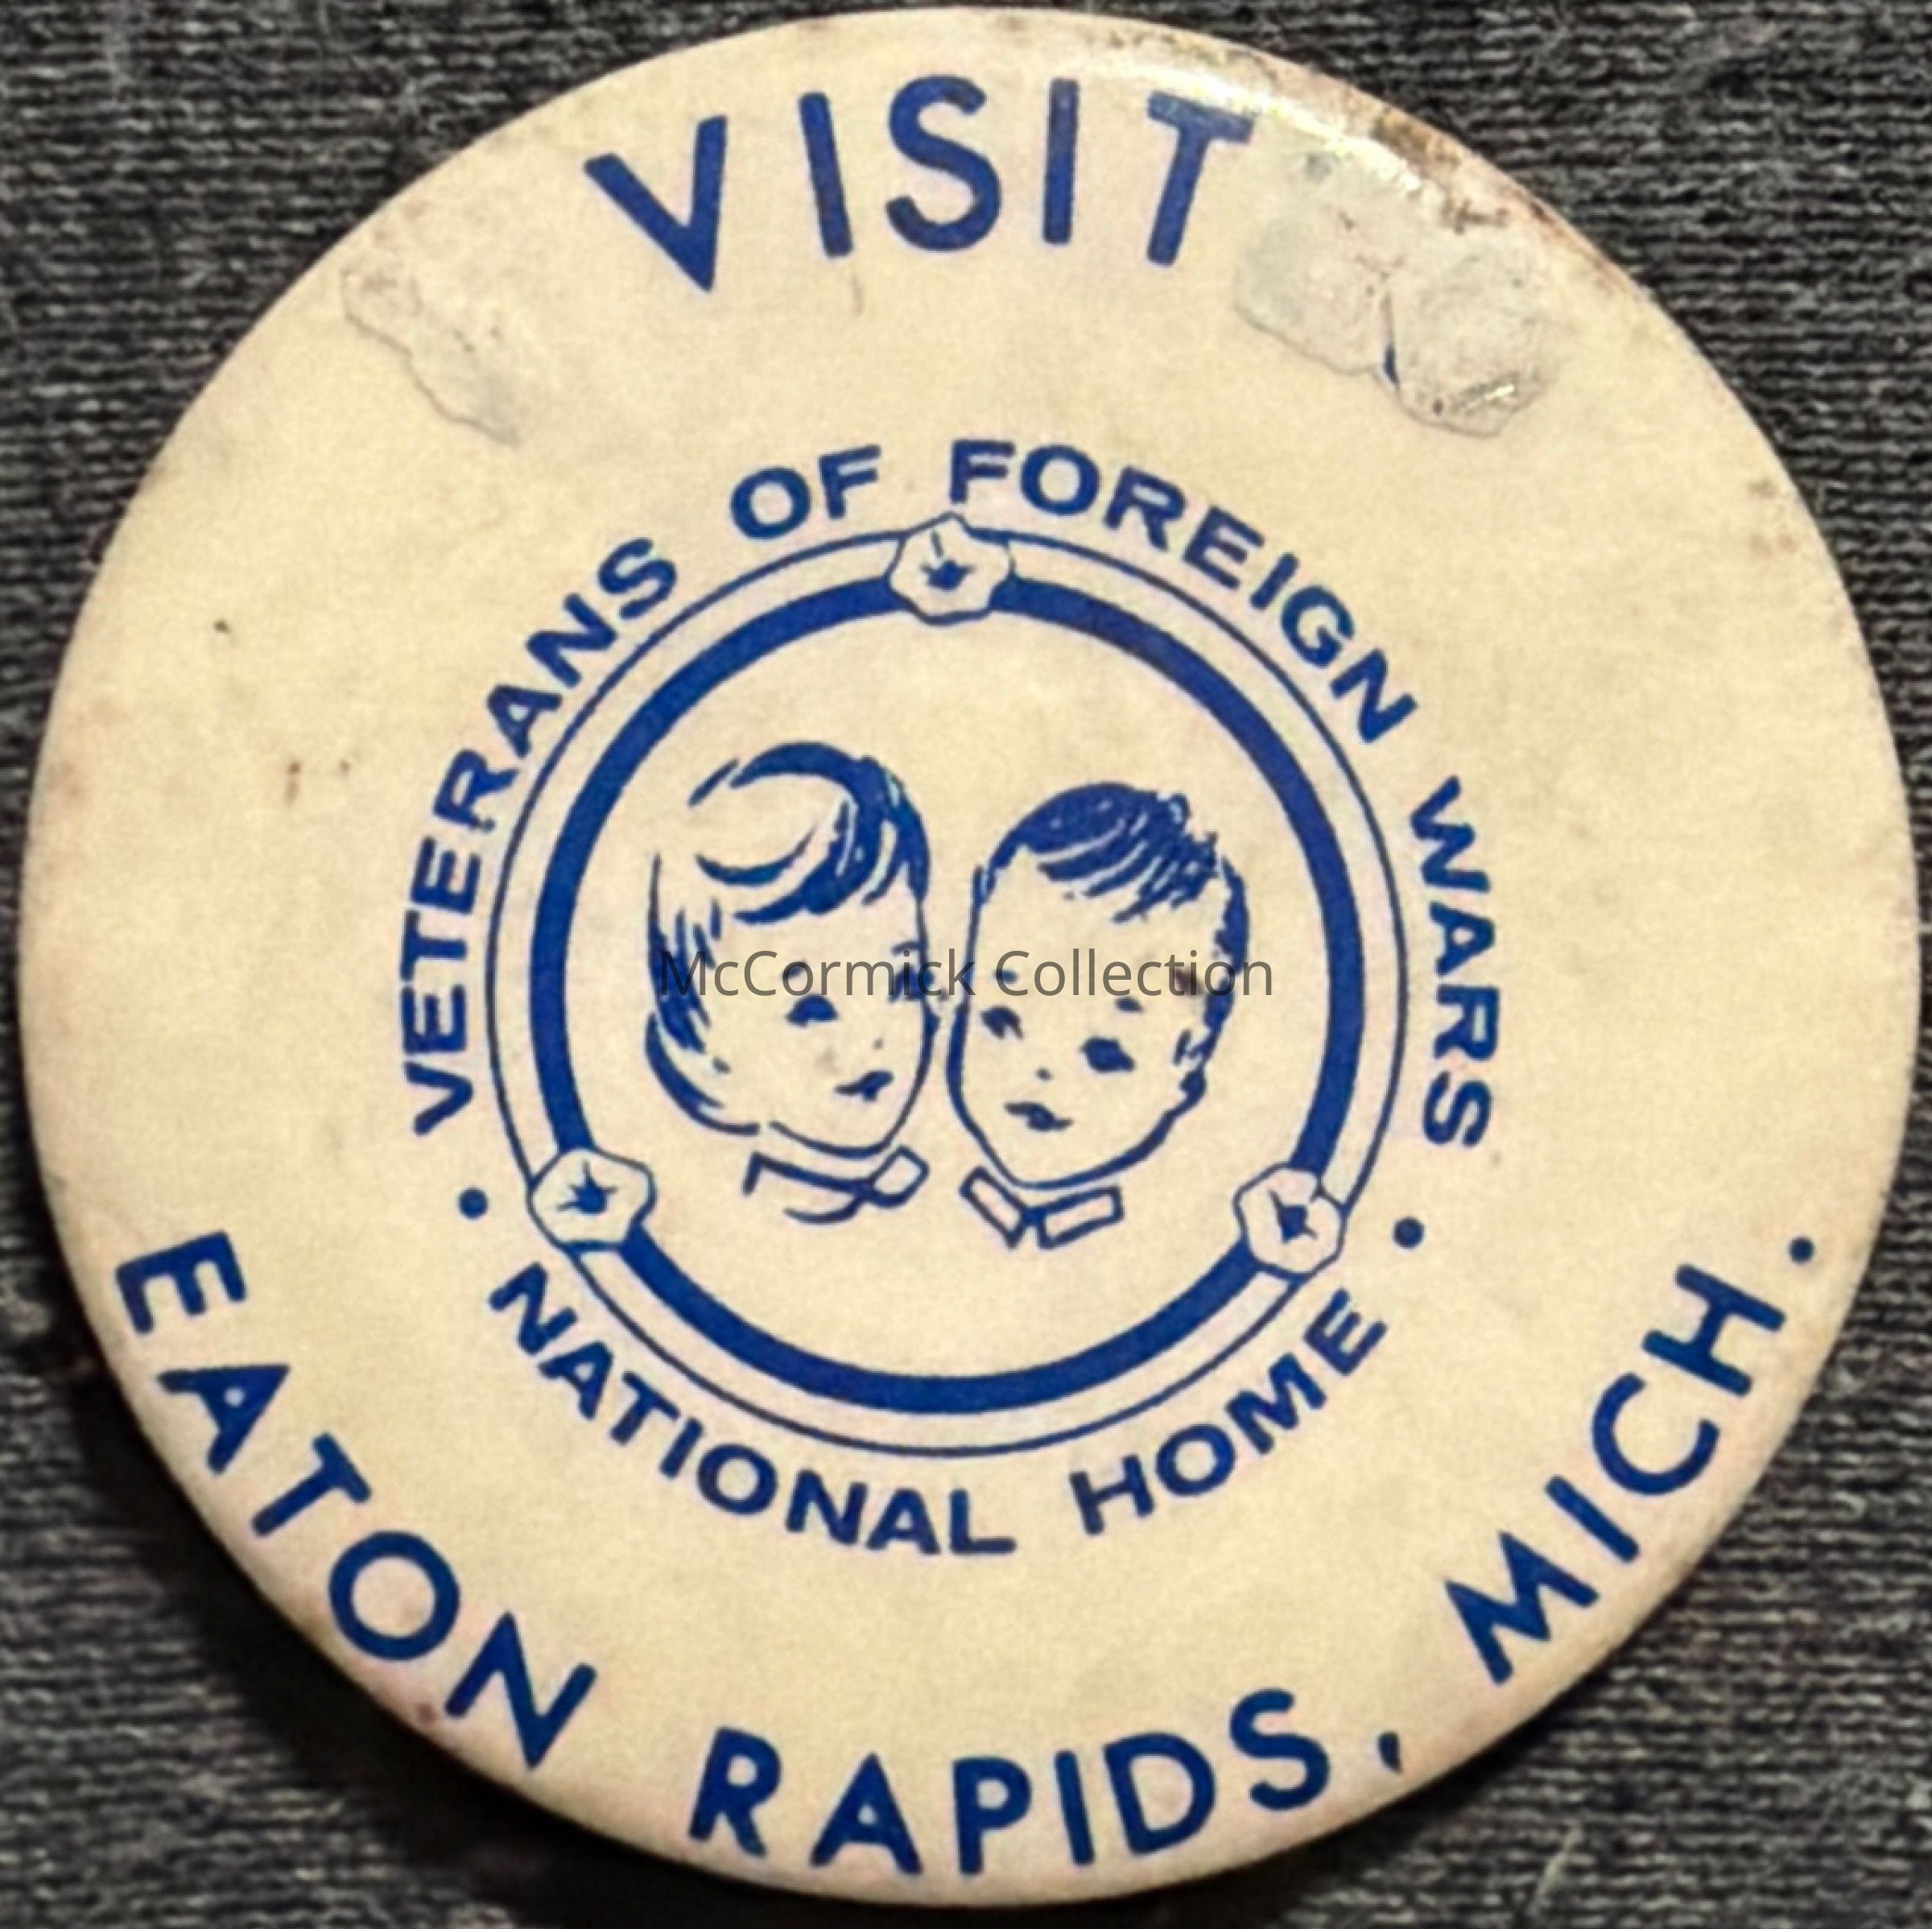 VISIT
VETERANS OF FOREIGN WARS
McCormick Collection
• NATIONAL HOME •
EATON RAPIDS, MICH.